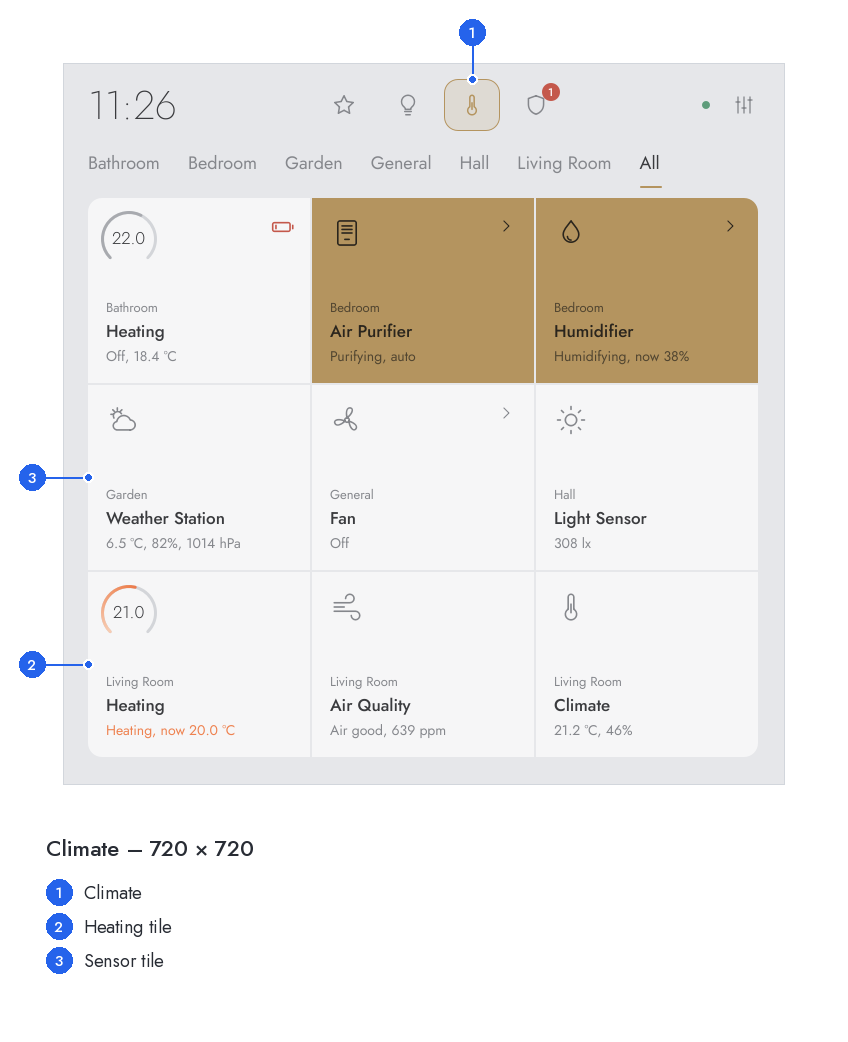 1
11:26
1
Bathroom Bedroom Garden General Hall Living Room All
22.0
Bathroom
Heating
Off, 18.4 °C
Bedroom
Air Purifier
Purifying, auto
Bedroom
Humidifier
Humidifying, now 38%
3
Garden
Weather Station
6.5 °C, 82%, 1014 hPa
General
Fan
Off
Hall
Light Sensor
308 lx
21.0
2
Living Room
Heating
Heating, now 20.0 °C
Living Room
Air Quality
Air good, 639 ppm
Living Room
Climate
21.2 °C, 46%
Climate – 720 × 720
1 Climate
2 Heating tile
3 Sensor tile